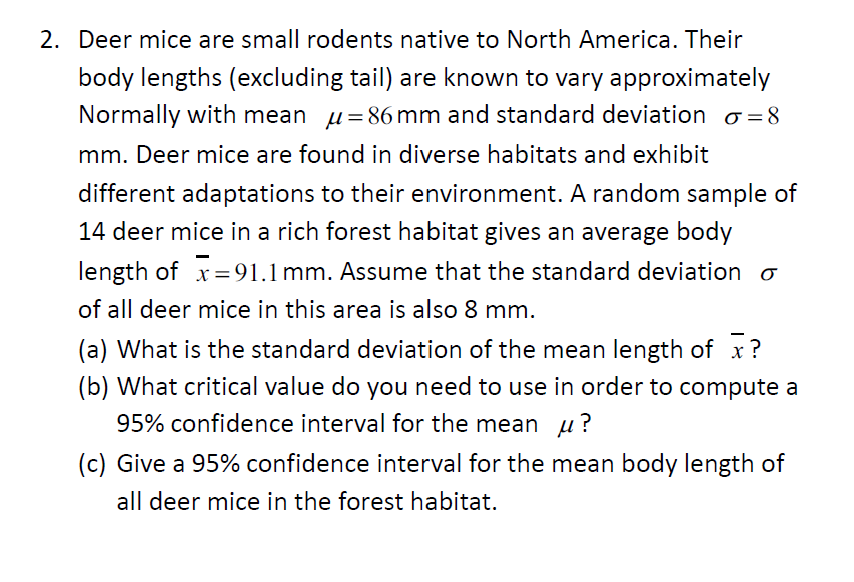 2. Deer mice are small rodents native to North America. Their
body lengths (excluding tail) are known to vary approximately
Normally with mean μ=86 mm and standard deviation σ=8
mm. Deer mice are found in diverse habitats and exhibit
different adaptations to their environment. A random sample of
14 deer mice in a rich forest habitat gives an average body
length of x̅=91.1 mm. Assume that the standard deviation σ
of all deer mice in this area is also 8 mm.
(a) What is the standard deviation of the mean length of x̅?
(b) What critical value do you need to use in order to compute a
95% confidence interval for the mean μ?
(c) Give a 95% confidence interval for the mean body length of
all deer mice in the forest habitat.